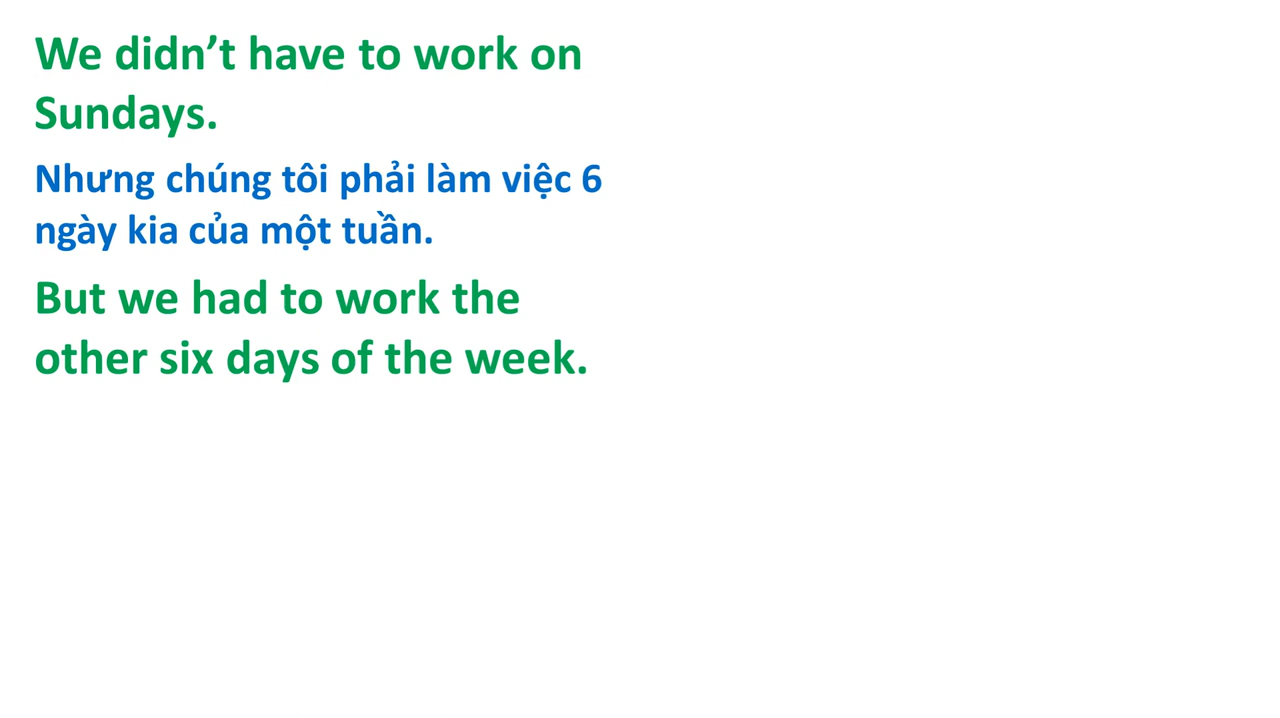 We didn’t have to work on
Sundays.
Nhưng chúng tôi phải làm việc 6
ngày kia của một tuần.
But we had to work the
other six days of the week.